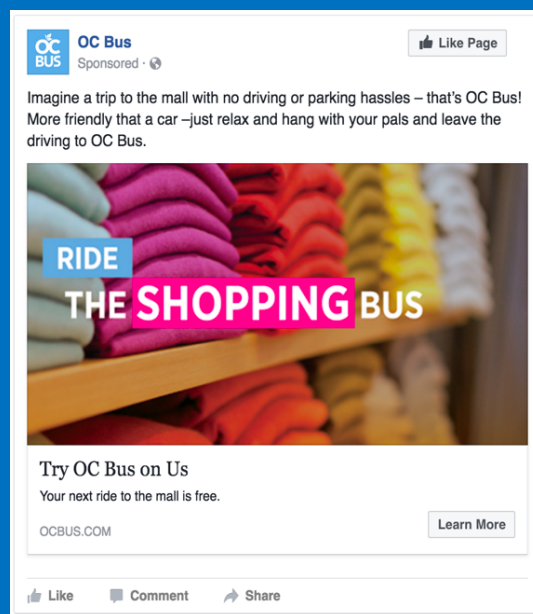 OC
BUS
OC Bus
Sponsored ·
Like Page
Imagine a trip to the mall with no driving or parking hassles – that's OC Bus!
More friendly that a car –just relax and hang with your pals and leave the
driving to OC Bus.
RIDE
THE SHOPPING BUS
Try OC Bus on Us
Your next ride to the mall is free.
OCBUS.COM
Learn More
Like Comment Share